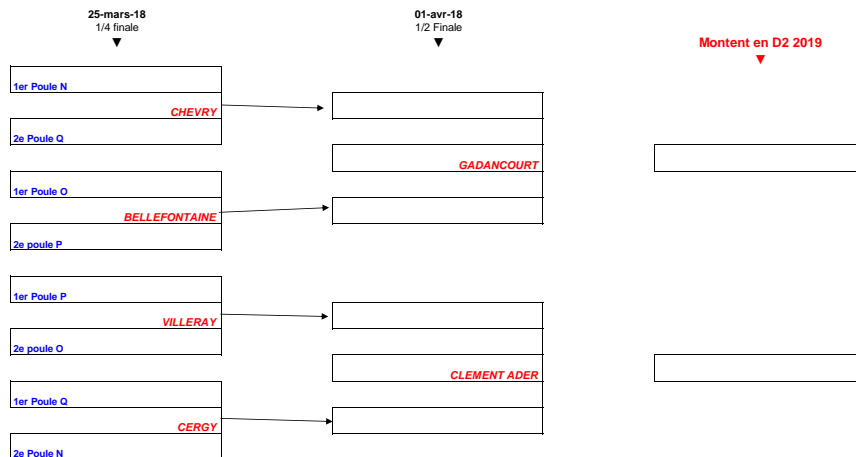 25-mars-18
1/4 finale
▼
01-avr-18
1/2 Finale
▼
Montent en D2 2019
▼
1er Poule N
CHEVRY
2e Poule Q
GADANCOURT
1er Poule O
BELLEFONTAINE
2e poule P
1er Poule P
VILLERAY
2e poule O
CLEMENT ADER
1er Poule Q
CERGY
2e Poule N